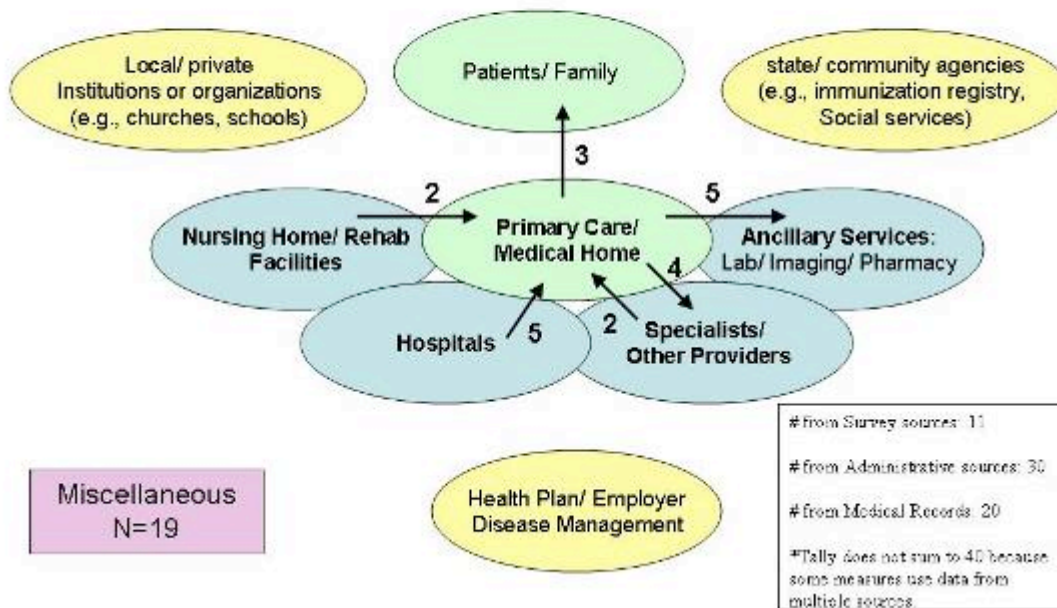 Local/ private
Institutions or organizations
(e.g., churches, schools)
Patients/ Family
state/ community agencies
(e.g., immunization registry,
Social services)
3
2
5
Nursing Home/ Rehab
Facilities
Primary Care/
Medical Home
Ancillary Services:
Lab/ Imaging/ Pharmacy
4
Hospitals
5
2
Specialists/
Other Providers
Miscellaneous
N=19
Health Plan/ Employer
Disease Management
# from Survey sources: 11
# from Administrative sources: 30
# from Medical Records: 20
*Tally does not sum to 40 because
some measures use data from
multiple sources.